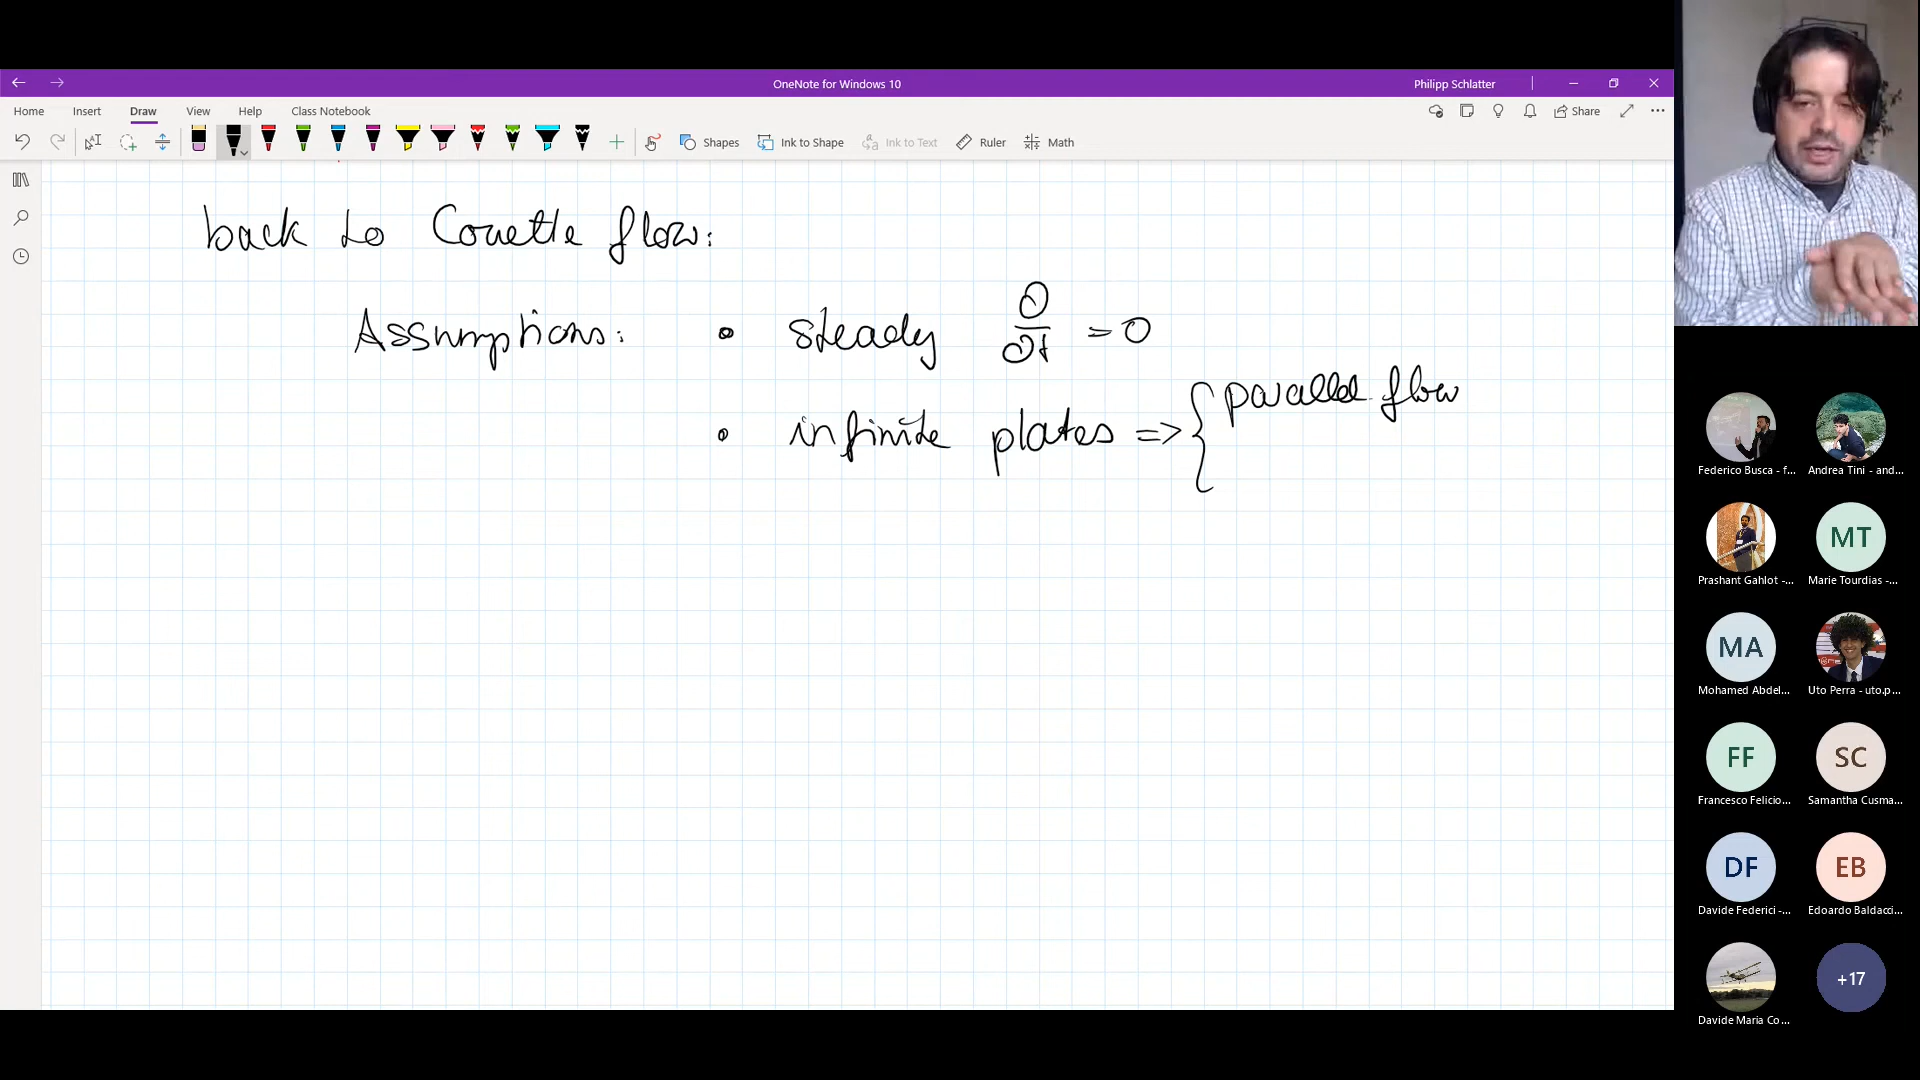 OneNote for Windows 10
Philipp Schlatter
Home Insert Draw View Help Class Notebook
Share
Shapes Ink to Shape Ink to Text Ruler Math
back to Couette flow:
Assumptions: • steady ∂/∂t = 0
• infinite plates => { parallel flow
Federico Busca - f...
Andrea Tini - and...
Prashant Gahlot -...
MT
Marie Tourdias -...
MA
Mohamed Abdel...
Uto Perra - uto.p...
FF
Francesco Felicio...
SC
Samantha Cusma...
DF
Davide Federici -...
EB
Edoardo Baldacci...
Davide Maria Co...
+17